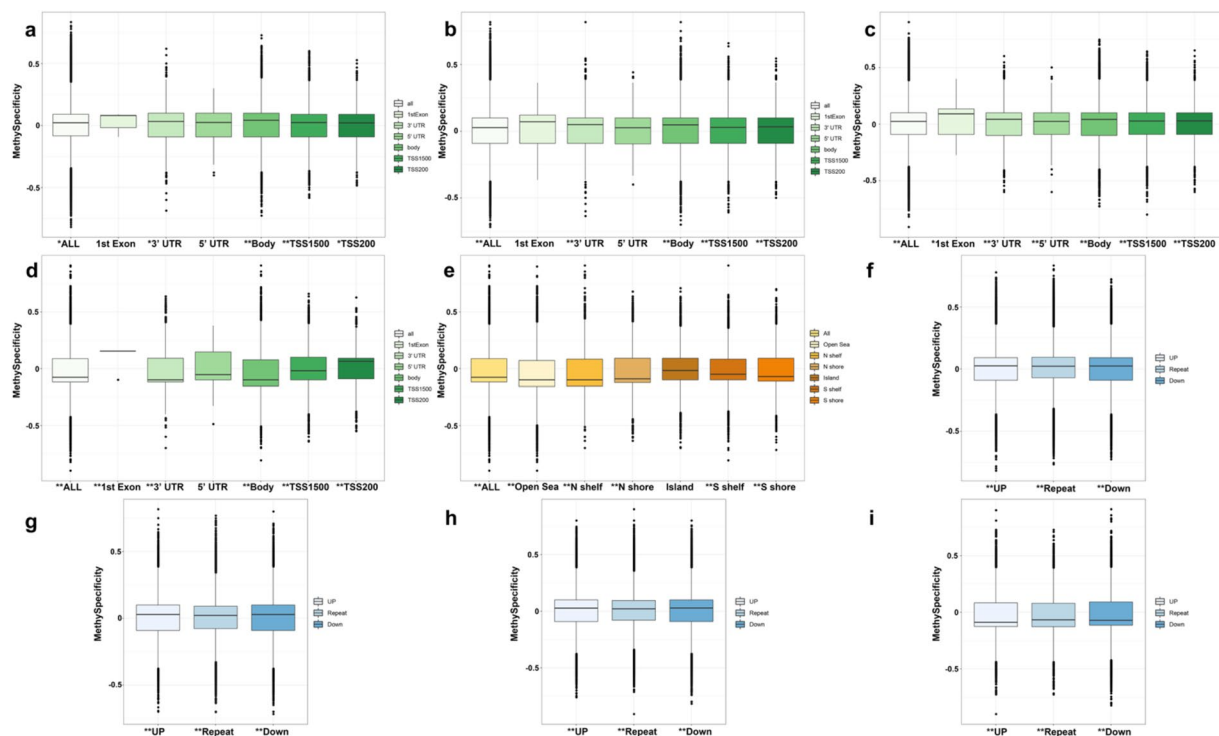 a
MethySpecificity
0.5
0
-0.5
*ALL 1st Exon *3' UTR 5' UTR **Body **TSS1500 *TSS200
all
1stExon
3' UTR
5' UTR
body
TSS1500
TSS200
b
MethySpecificity
0.5
0
-0.5
**ALL 1st Exon **3' UTR 5' UTR **Body **TSS1500 **TSS200
all
1stExon
3' UTR
5' UTR
body
TSS1500
TSS200
c
MethySpecificity
0.5
0
-0.5
**ALL *1st Exon **3' UTR **5' UTR **Body **TSS1500 **TSS200
all
1stExon
3' UTR
5' UTR
body
TSS1500
TSS200
d
MethySpecificity
0.5
0
-0.5
**ALL **1st Exon **3' UTR 5' UTR **Body **TSS1500 **TSS200
all
1stExon
3' UTR
5' UTR
body
TSS1500
TSS200
e
MethySpecificity
0.5
0
-0.5
**ALL **Open Sea **N shelf **N shore Island **S shelf **S shore
All
Open Sea
N shelf
N shore
Island
S shelf
S shore
f
MethySpecificity
0.5
0
-0.5
**UP **Repeat **Down
UP
Repeat
Down
g
MethySpecificity
0.5
0
-0.5
**UP **Repeat **Down
UP
Repeat
Down
h
MethySpecificity
0.5
0
-0.5
**UP **Repeat **Down
UP
Repeat
Down
i
MethySpecificity
0.5
0
-0.5
**UP **Repeat **Down
UP
Repeat
Down